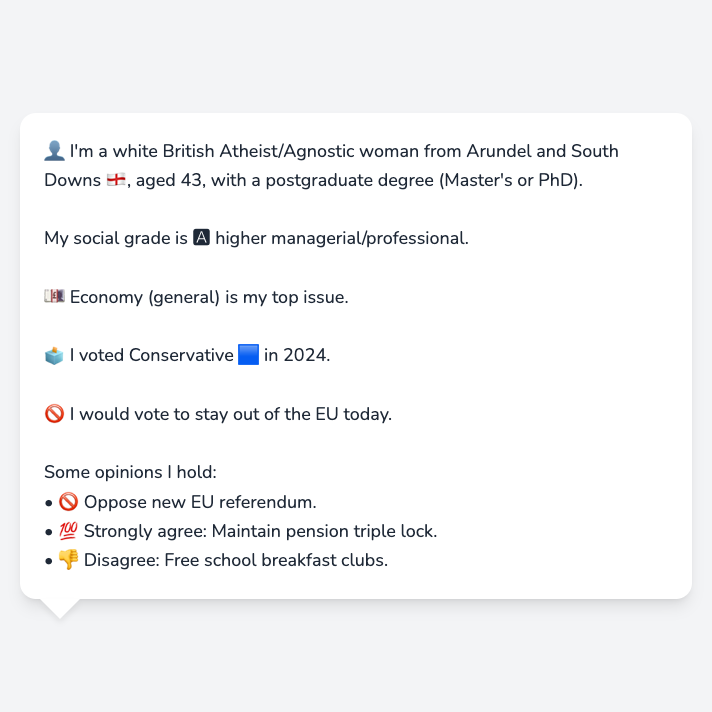 👤 I'm a white British Atheist/Agnostic woman from Arundel and South
Downs 🏴󠁧󠁢󠁥󠁮󠁧󠁿, aged 43, with a postgraduate degree (Master's or PhD).
My social grade is 🅰 higher managerial/professional.
💷 Economy (general) is my top issue.
🗳️ I voted Conservative 🟦 in 2024.
🚫 I would vote to stay out of the EU today.
Some opinions I hold:
• 🚫 Oppose new EU referendum.
• 💯 Strongly agree: Maintain pension triple lock.
• 👎 Disagree: Free school breakfast clubs.